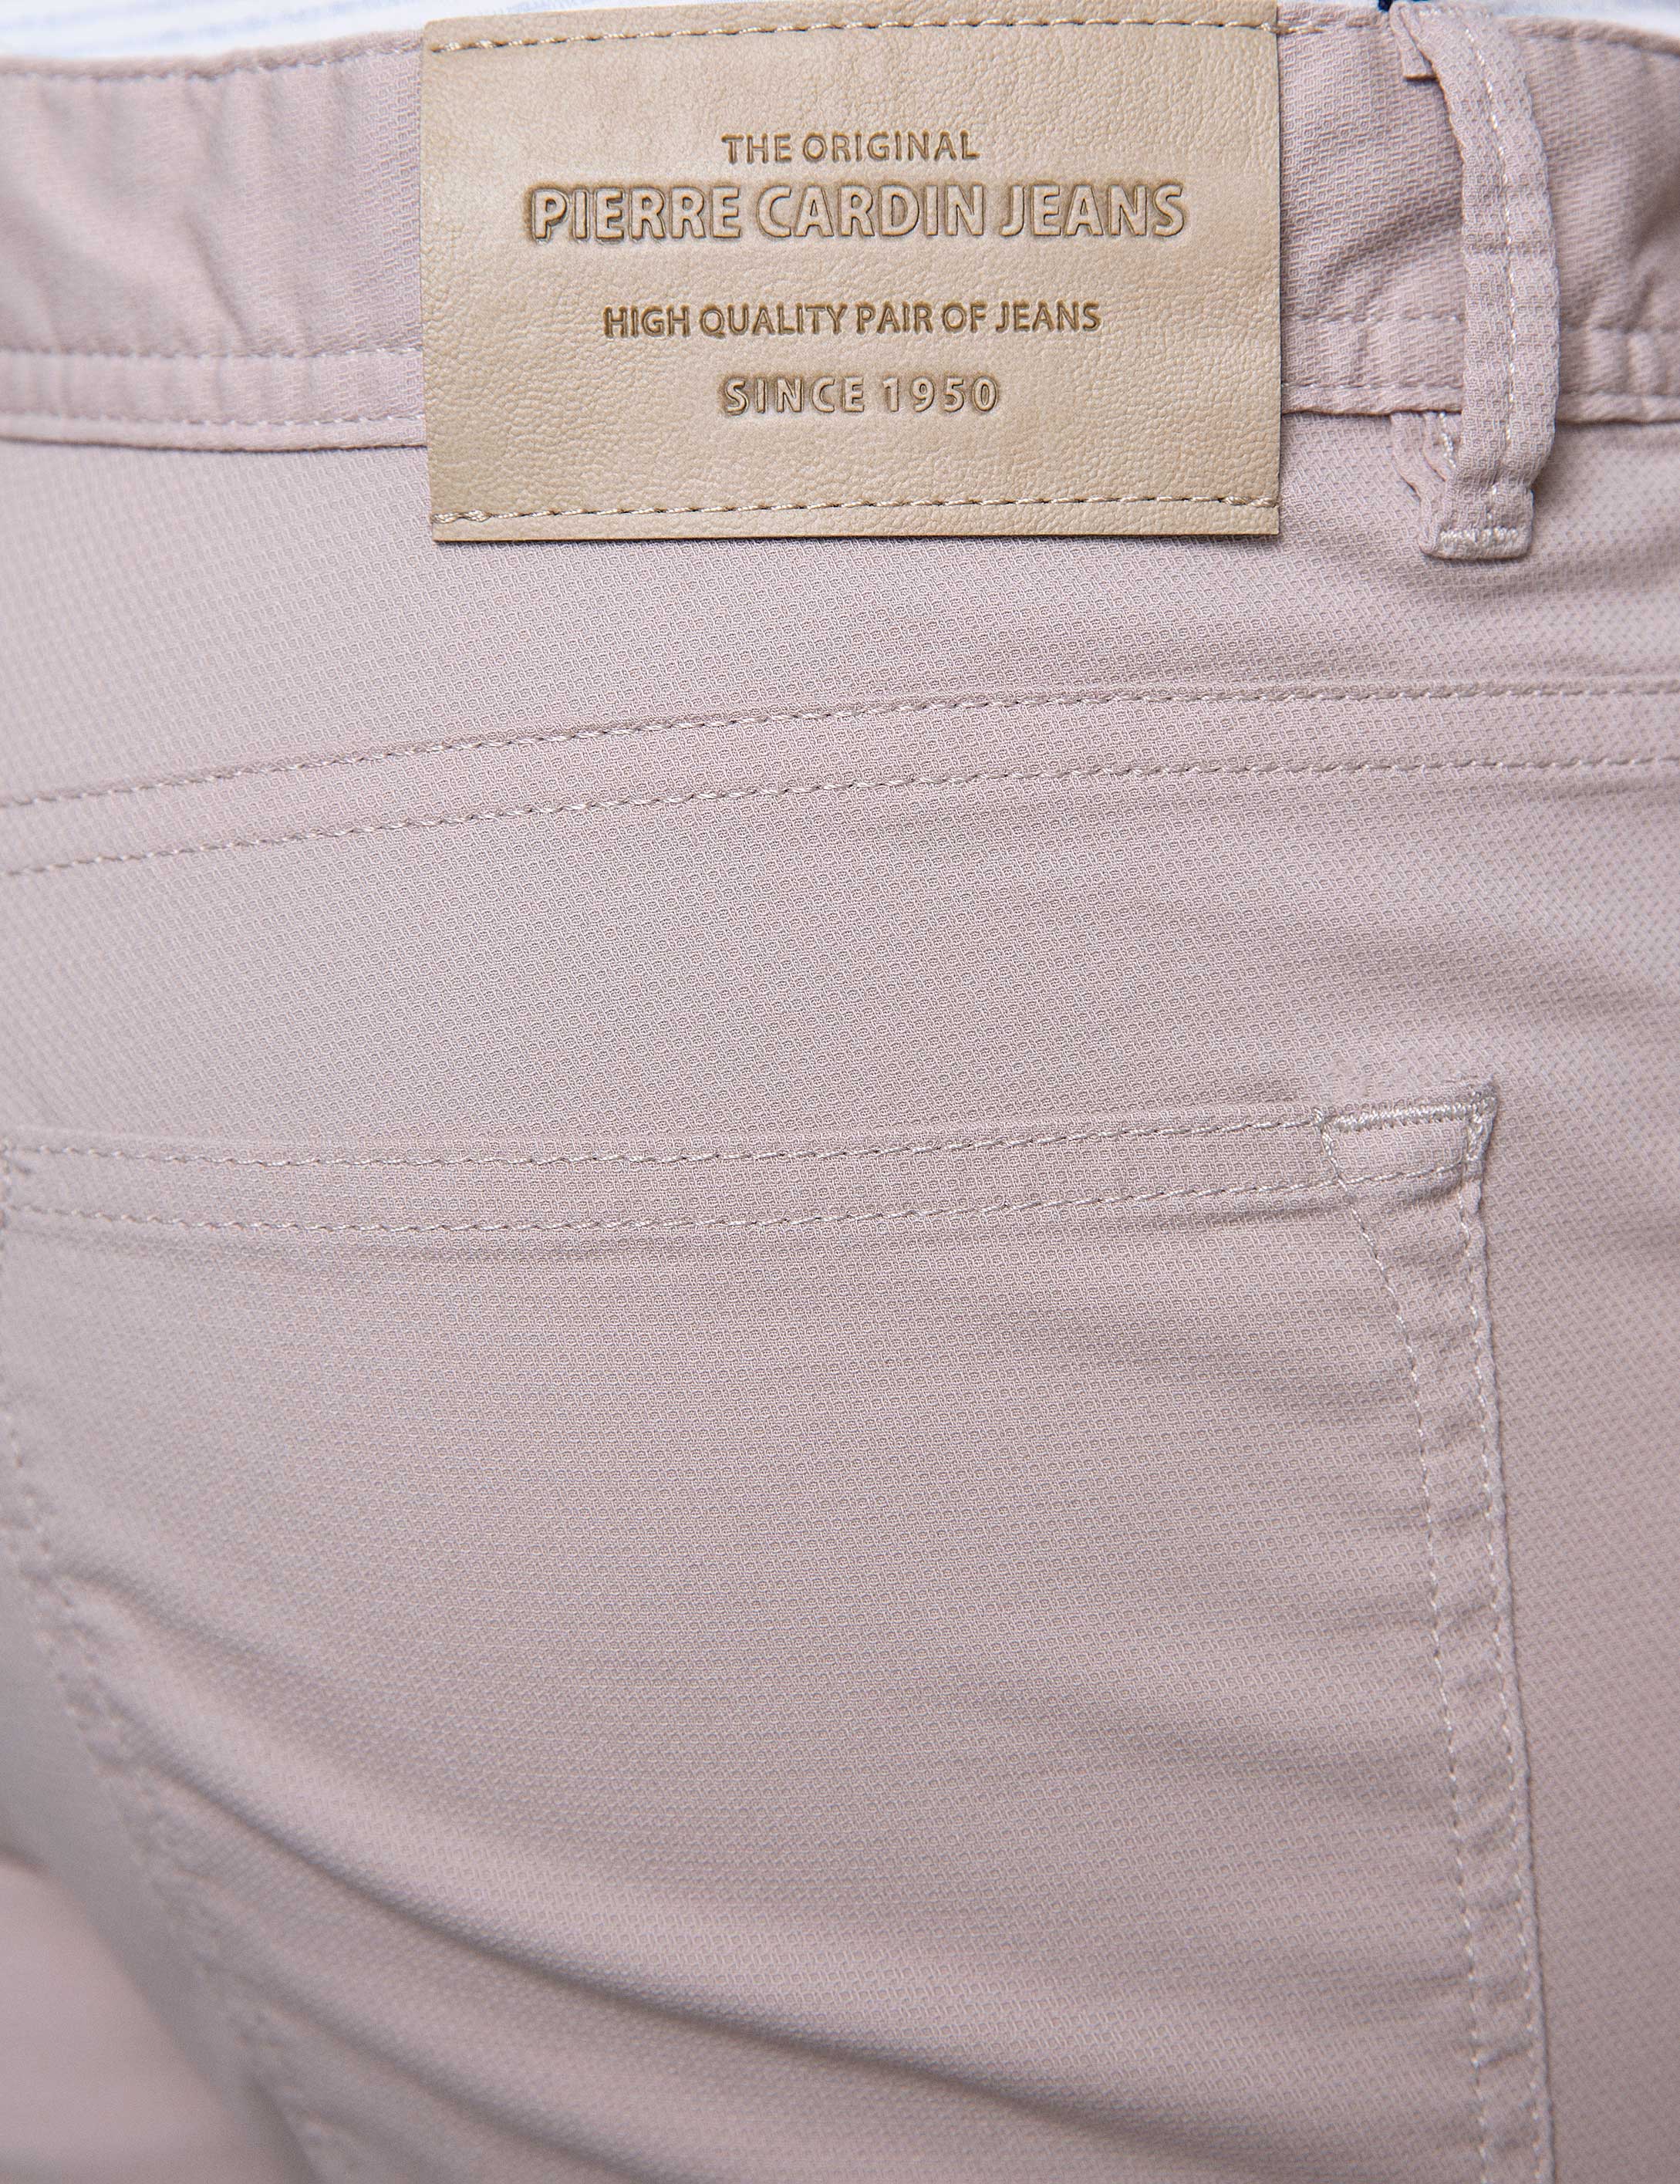 THE ORIGINAL
PIERRE CARDIN JEANS
HIGH QUALITY PAIR OF JEANS
SINCE 1950